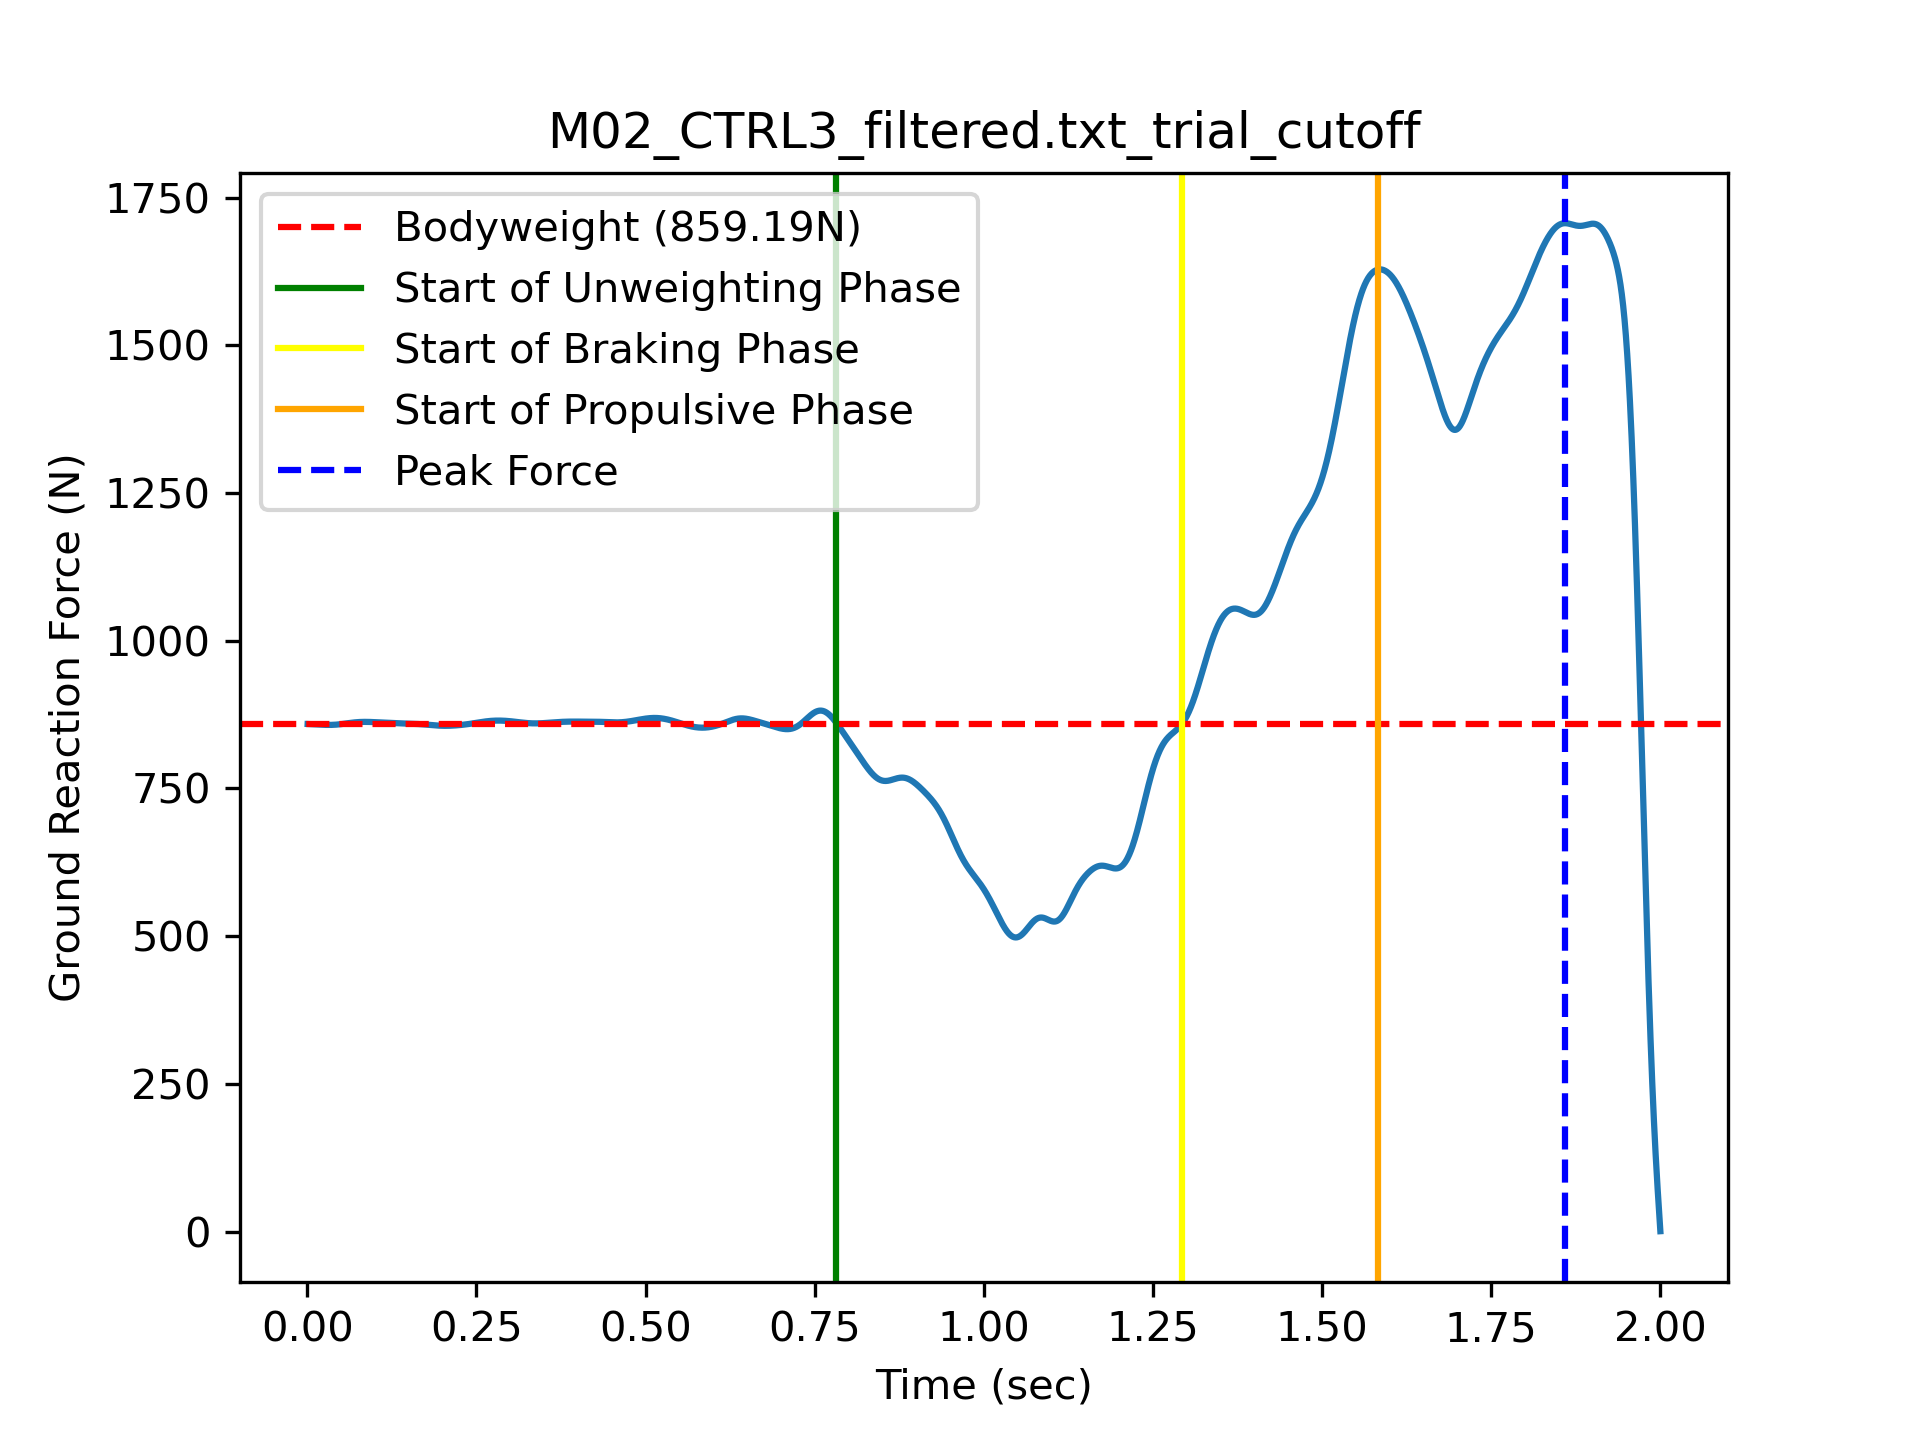 M02_CTRL3_filtered.txt_trial_cutoff
Bodyweight (859.19N)
Start of Unweighting Phase
Start of Braking Phase
Start of Propulsive Phase
Peak Force
Ground Reaction Force (N)
1750
1500
1250
1000
750
500
250
0
0.00 0.25 0.50 0.75 1.00 1.25 1.50 1.75 2.00
Time (sec)